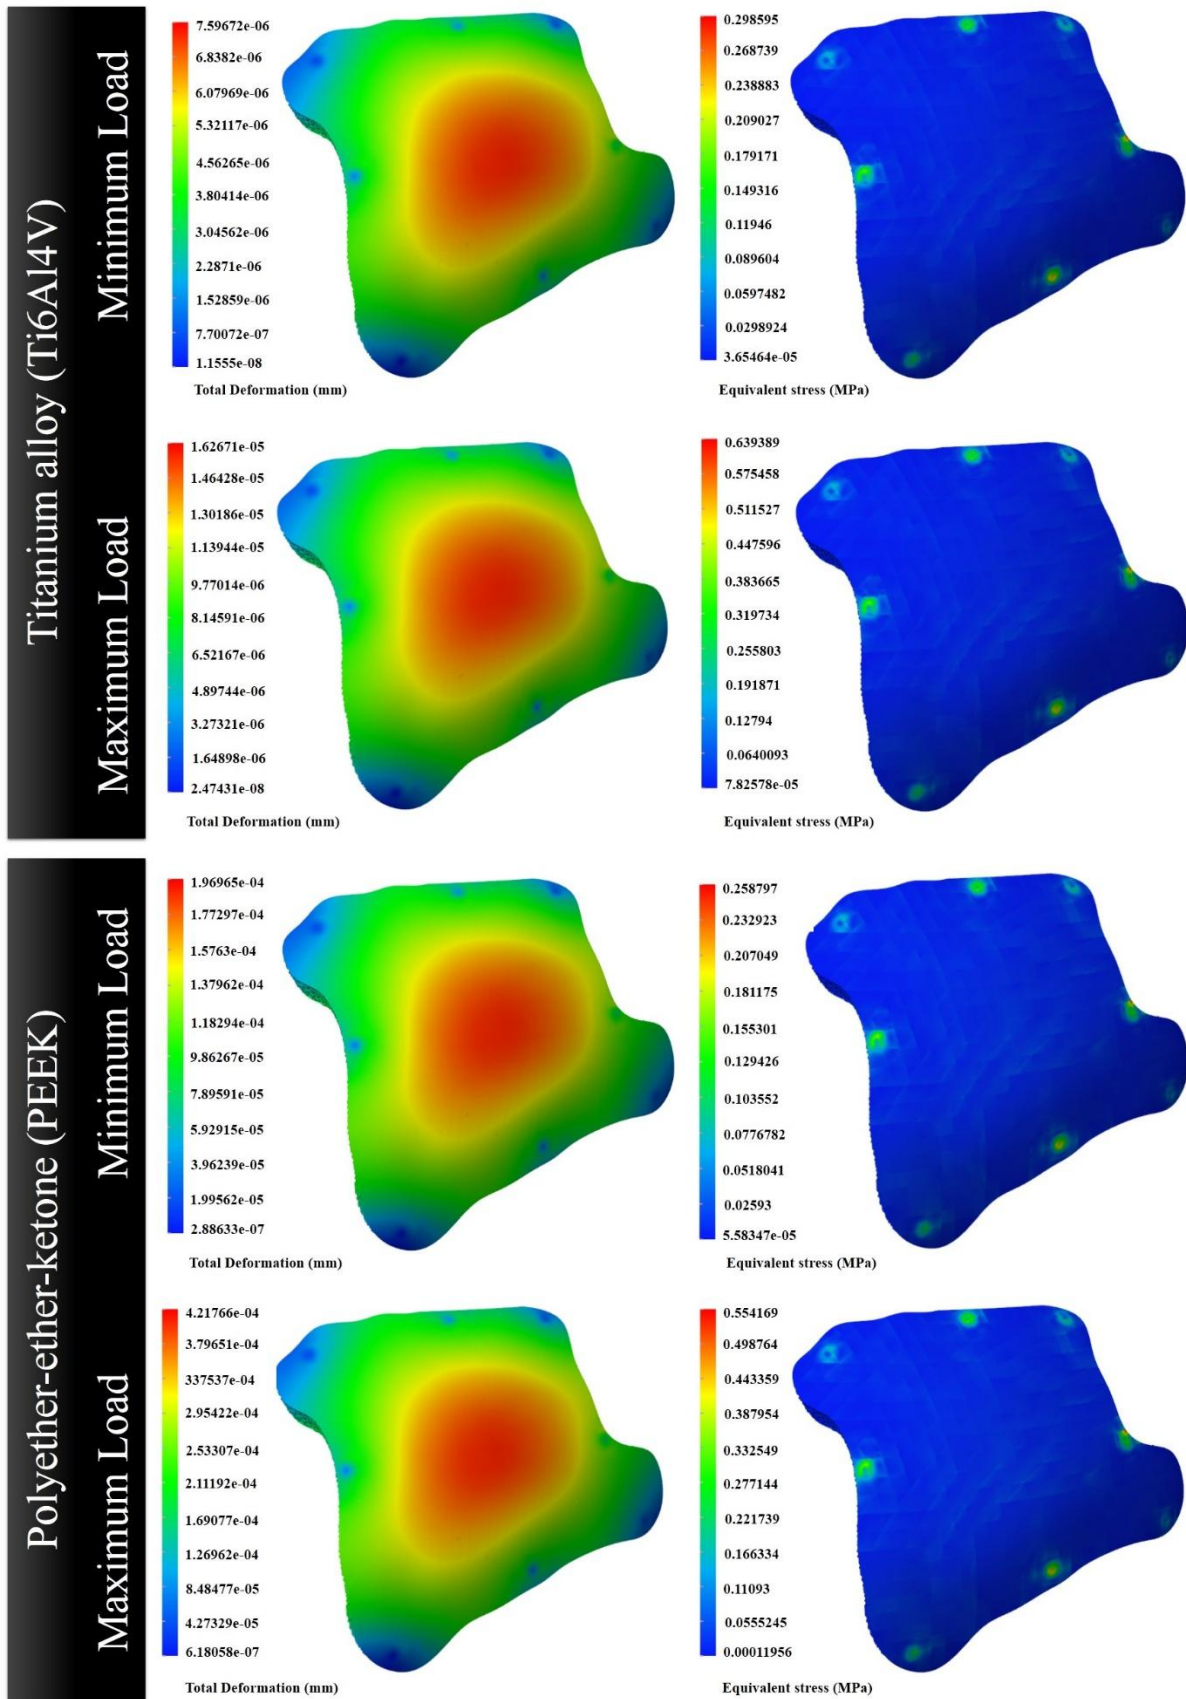 Titanium alloy (Ti6Al4V)
Minimum Load
7.59672e-06
6.8382e-06
6.07969e-06
5.32117e-06
4.56265e-06
3.80414e-06
3.04562e-06
2.2871e-06
1.52859e-06
7.70072e-07
1.1555e-08
Total Deformation (mm)
0.298595
0.268739
0.238883
0.209027
0.179171
0.149316
0.11946
0.089604
0.0597482
0.0298924
3.65464e-05
Equivalent stress (MPa)
Maximum Load
1.62671e-05
1.46428e-05
1.30186e-05
1.13944e-05
9.77014e-06
8.14591e-06
6.52167e-06
4.89744e-06
3.27321e-06
1.64898e-06
2.47431e-08
Total Deformation (mm)
0.639389
0.575458
0.511527
0.447596
0.383665
0.319734
0.255803
0.191871
0.12794
0.0640093
7.82578e-05
Equivalent stress (MPa)
Polyether-ether-ketone (PEEK)
Minimum Load
1.96965e-04
1.77297e-04
1.5763e-04
1.37962e-04
1.18294e-04
9.86267e-05
7.89591e-05
5.92915e-05
3.96239e-05
1.99562e-05
2.88633e-07
Total Deformation (mm)
0.258797
0.232923
0.207049
0.181175
0.155301
0.129426
0.103552
0.0776782
0.0518041
0.02593
5.58347e-05
Equivalent stress (MPa)
Maximum Load
4.21766e-04
3.79651e-04
337537e-04
2.95422e-04
2.53307e-04
2.11192e-04
1.69077e-04
1.26962e-04
8.48477e-05
4.27329e-05
6.18058e-07
Total Deformation (mm)
0.554169
0.498764
0.443359
0.387954
0.332549
0.277144
0.221739
0.166334
0.11093
0.0555245
0.00011956
Equivalent stress (MPa)